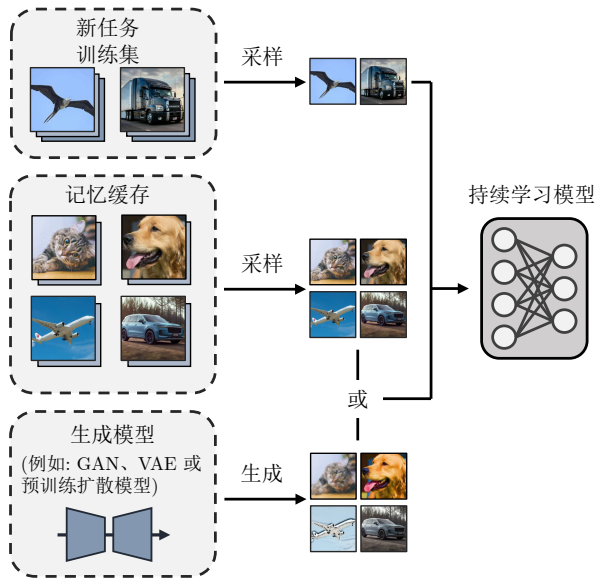 新任务
训练集
采样
记忆缓存
采样
持续学习模型
或
生成模型
(例如: GAN、VAE 或
预训练扩散模型)
生成